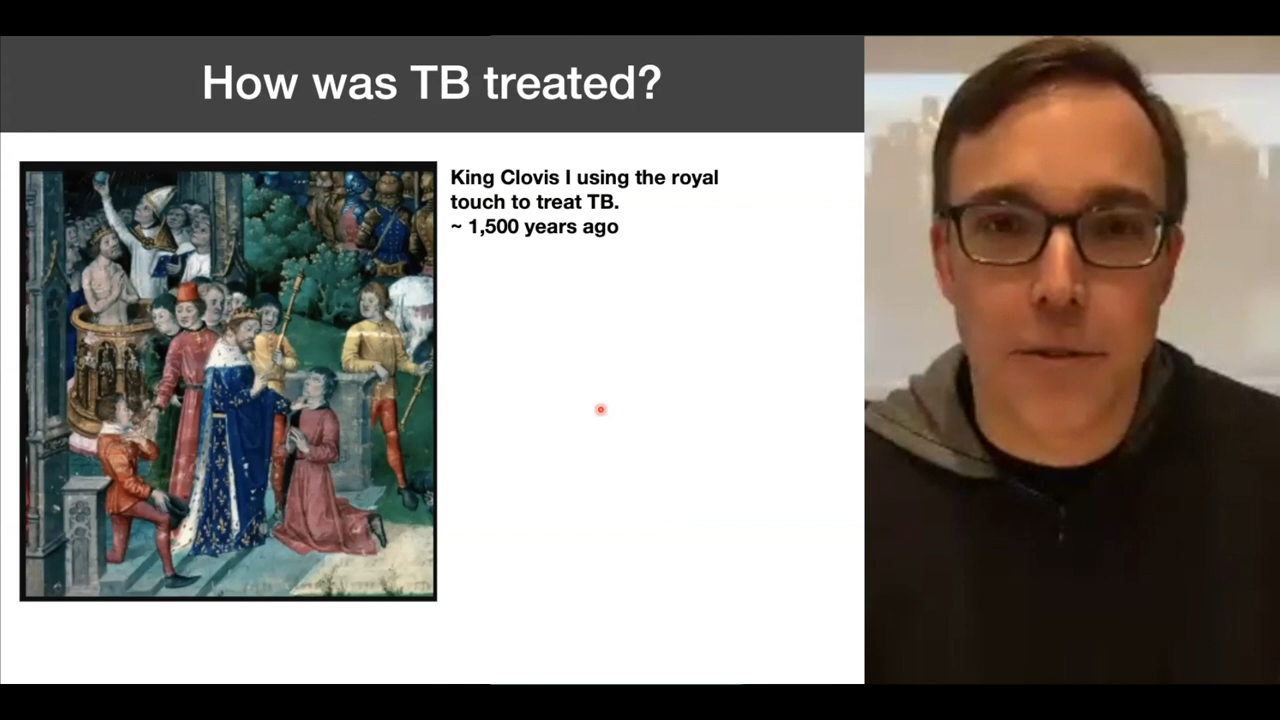 How was TB treated?
King Clovis I using the royal
touch to treat TB.
~ 1,500 years ago